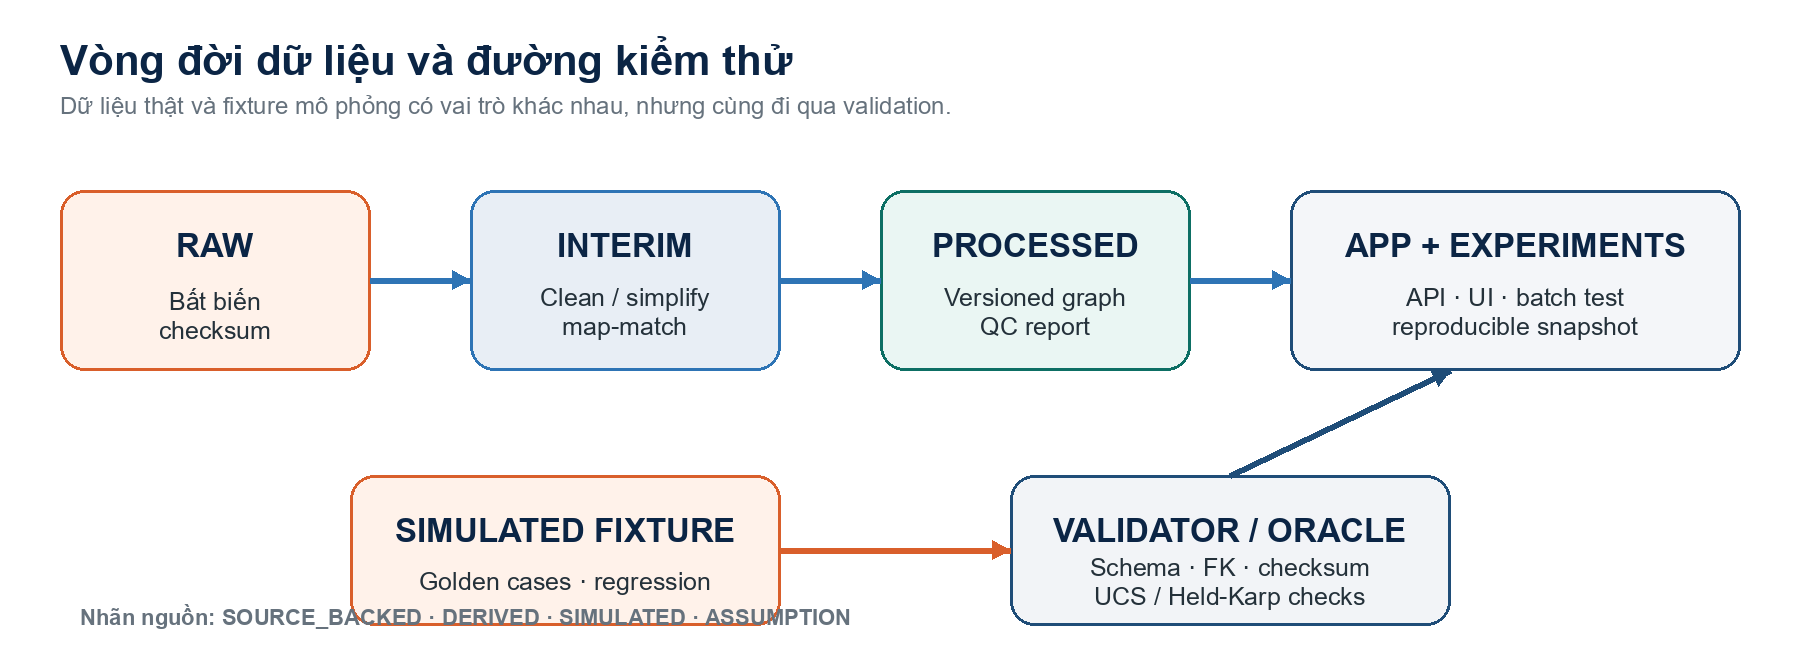 Vòng đời dữ liệu và đường kiểm thử
Dữ liệu thật và fixture mô phỏng có vai trò khác nhau, nhưng cùng đi qua validation.
RAW
Bất biến
checksum
INTERIM
Clean / simplify
map-match
PROCESSED
Versioned graph
QC report
APP + EXPERIMENTS
API · UI · batch test
reproducible snapshot
SIMULATED FIXTURE
Golden cases · regression
VALIDATOR / ORACLE
Schema · FK · checksum
UCS / Held-Karp checks
Nhãn nguồn: SOURCE_BACKED · DERIVED · SIMULATED · ASSUMPTION